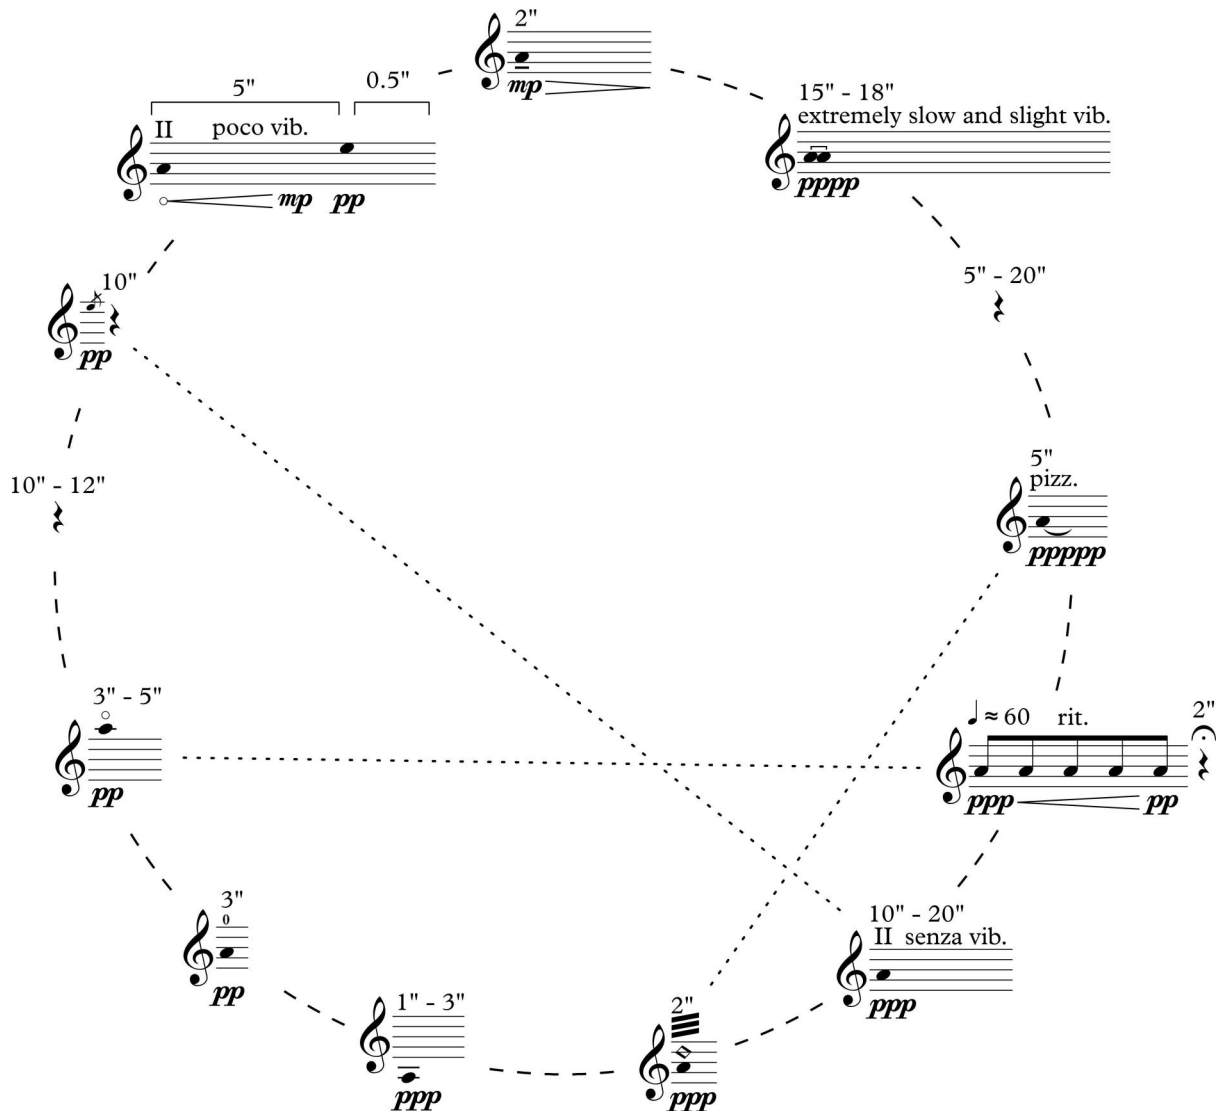 2"
mp
5"
0.5"
II poco vib.
mp pp
15" - 18"
extremely slow and slight vib.
pppp
10"
pp
5" - 20"
10" - 12"
5"
pizz.
ppppp
3" - 5"
pp
≈ 60 rit.
2"
ppp pp
3"
0
pp
10" - 20"
II senza vib.
ppp
1" - 3"
ppp
2"
ppp